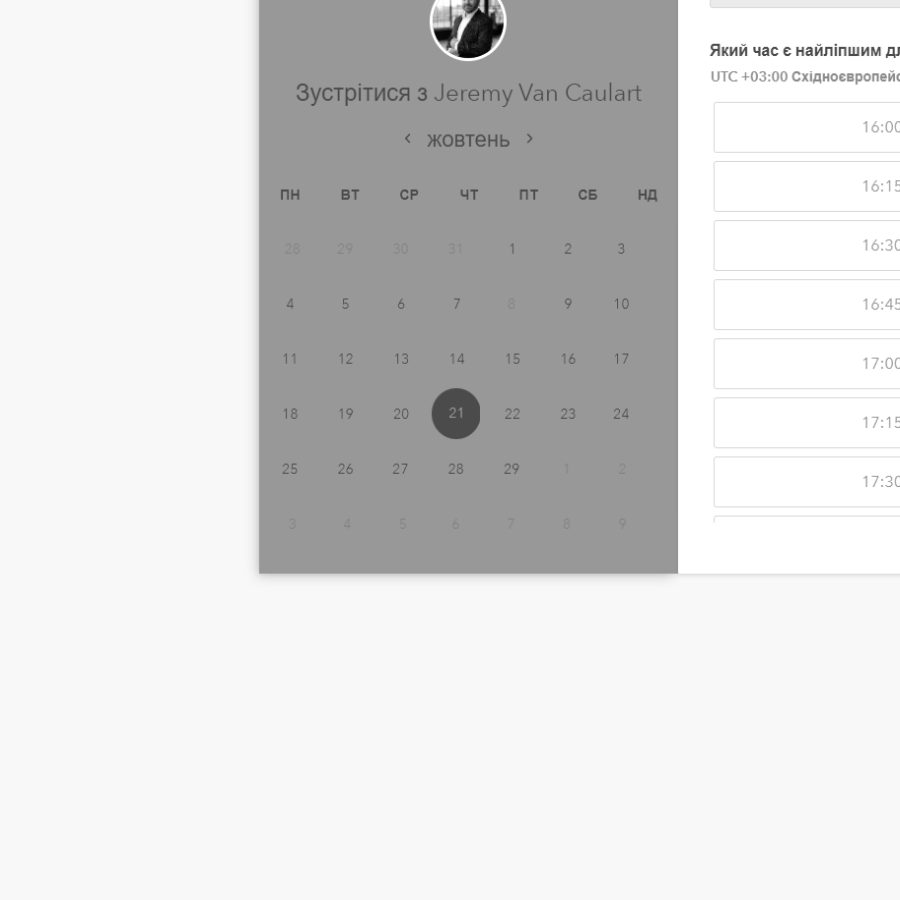 Зустрітися з Jeremy Van Caulart
‹ жовтень ›
ПН ВТ СР ЧТ ПТ СБ НД
28 29 30 31 1 2 3
4 5 6 7 8 9 10
11 12 13 14 15 16 17
18 19 20 21 22 23 24
25 26 27 28 29 1 2
3 4 5 6 7 8 9
Який час є найліпшим
UTC +03:00
16:00
16:15
16:30
16:45
17:00
17:15
17:30